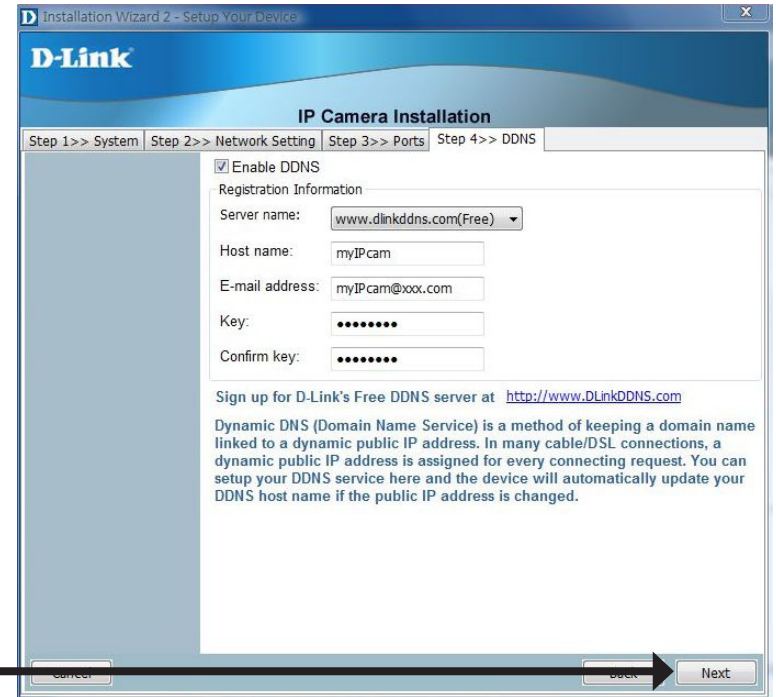 Installation Wizard 2 - Setup Your Device
D-Link
IP Camera Installation
Step 1>> System Step 2>> Network Setting Step 3>> Ports Step 4>> DDNS
Enable DDNS
Registration Information
Server name: www.dlinkddns.com(Free)
Host name: myIPcam
E-mail address: myIPcam@xxx.com
Key: ●●●●●●●●
Confirm key: ●●●●●●●●
Sign up for D-Link's Free DDNS server at http://www.DLinkDDNS.com
Dynamic DNS (Domain Name Service) is a method of keeping a domain name
linked to a dynamic public IP address. In many cable/DSL connections, a
dynamic public IP address is assigned for every connecting request. You can
setup your DDNS service here and the device will automatically update your
DDNS host name if the public IP address is changed.
Cancel Back Next